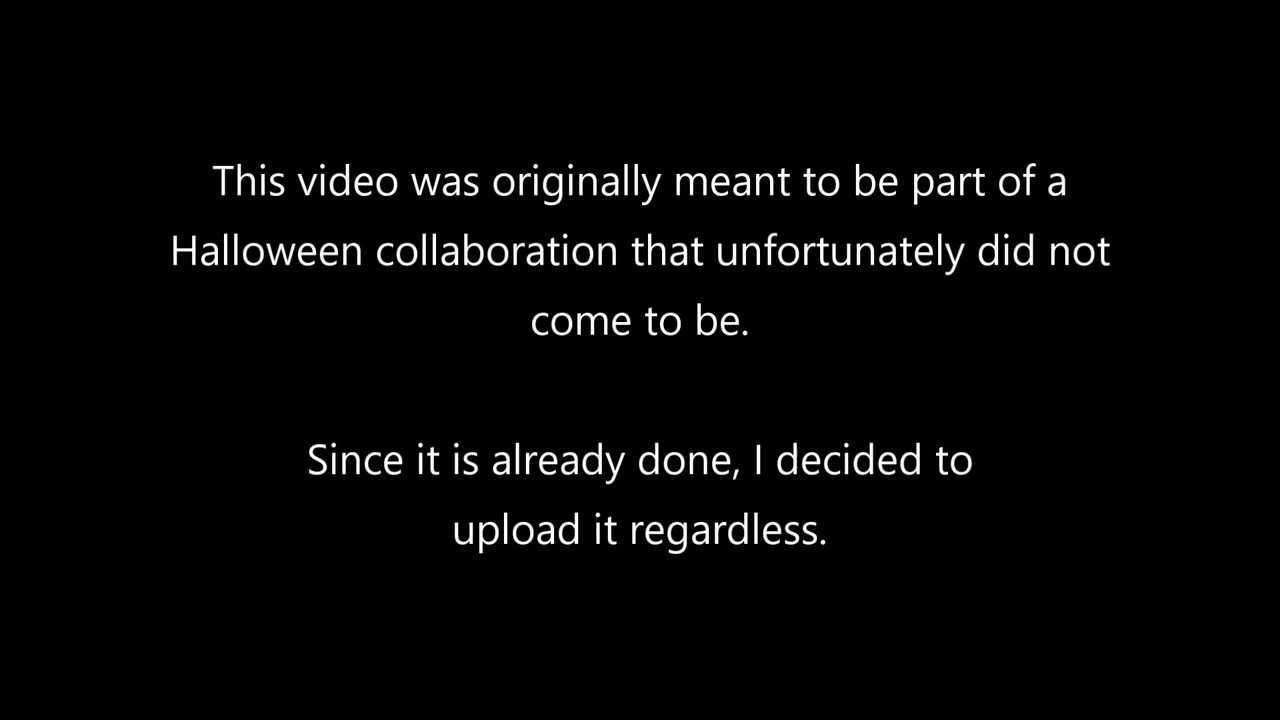 This video was originally meant to be part of a
Halloween collaboration that unfortunately did not
come to be.
Since it is already done, I decided to
upload it regardless.